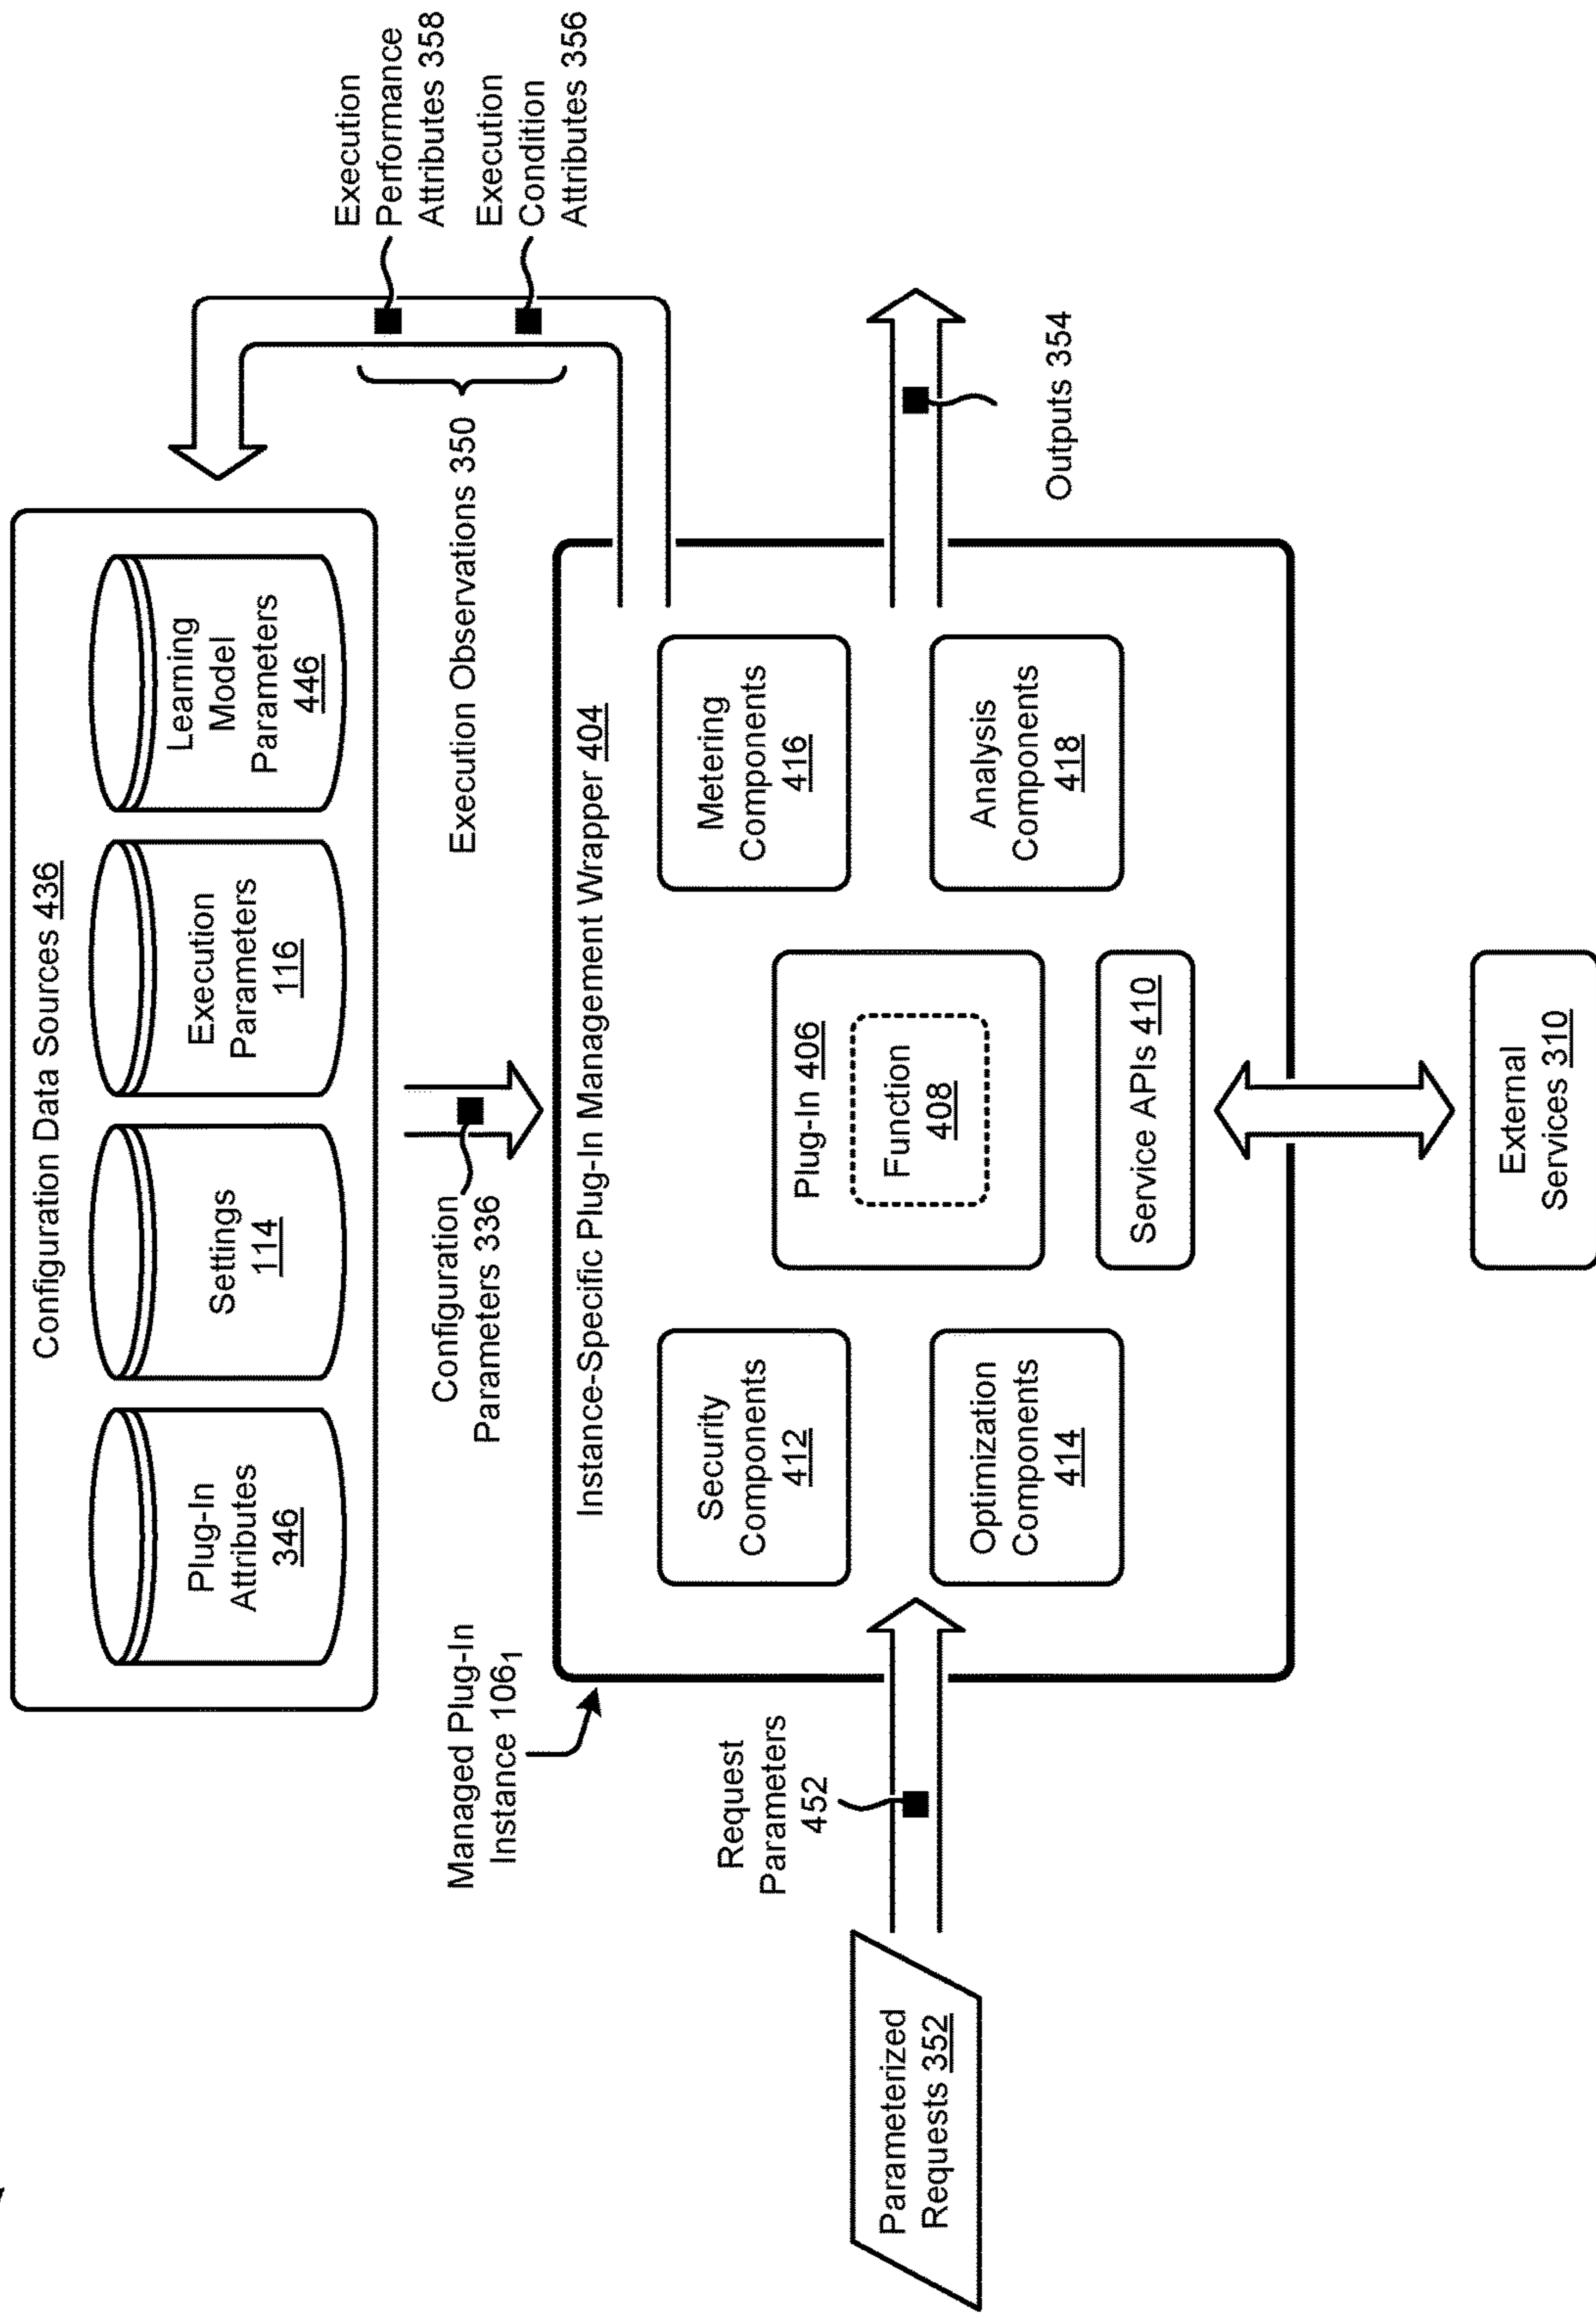 Configuration Data Sources 436
Plug-In
Attributes
346
Settings
114
Execution
Parameters
116
Learning
Model
Parameters
446
Execution
Performance
Attributes 358
Execution
Condition
Attributes 356
Configuration
Parameters 336
Execution Observations 350
Managed Plug-In
Instance 106₁
Instance-Specific Plug-In Management Wrapper 404
Security
Components
412
Metering
Components
416
Plug-In 406
Function
408
Optimization
Components
414
Analysis
Components
418
Service APIs 410
Request
Parameters
452
Parameterized
Requests 352
Outputs 354
External
Services 310